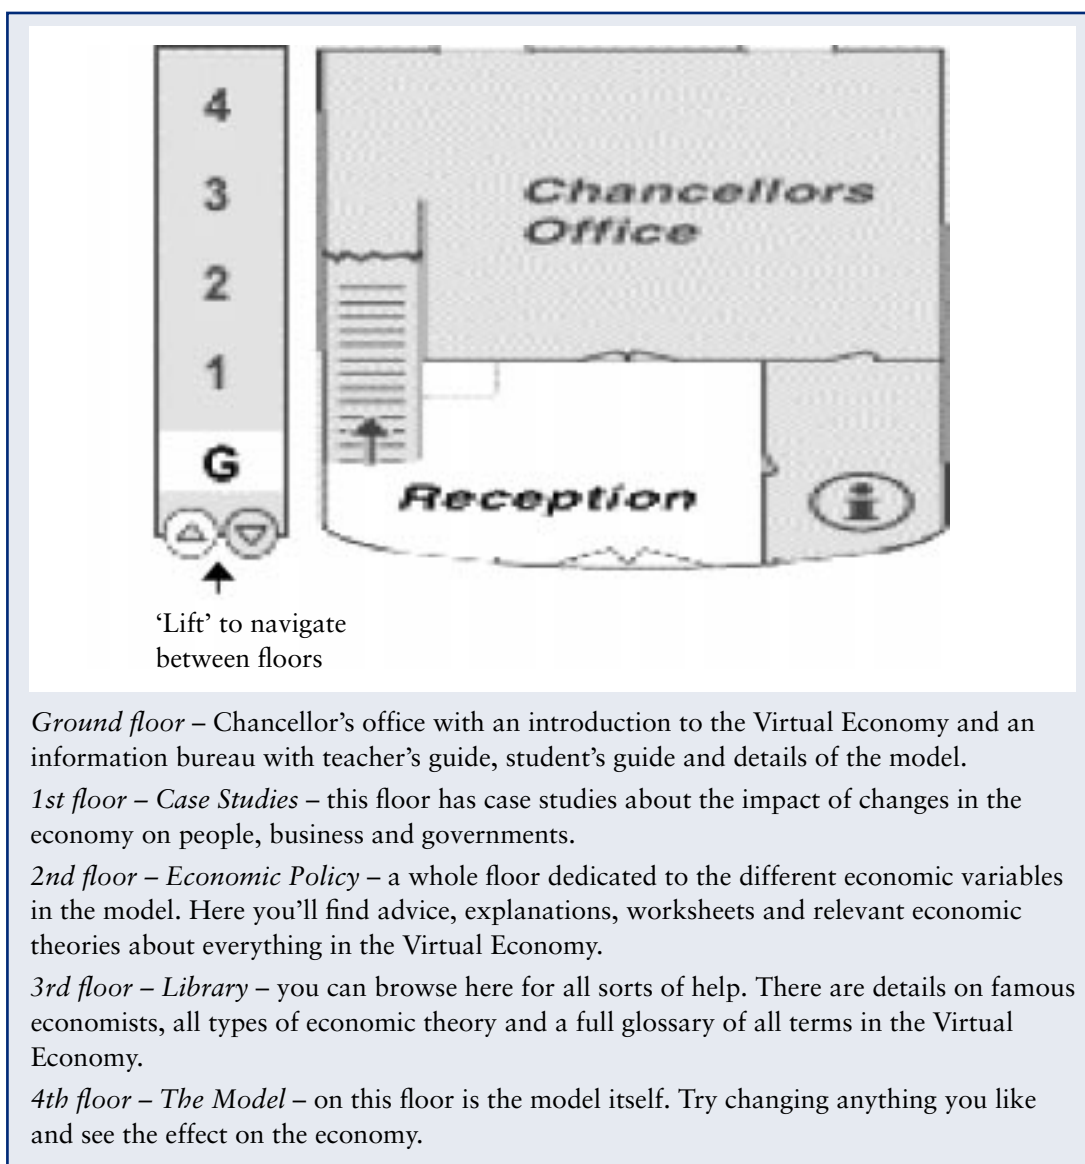 4
3
2
1
G
Chancellors
Office
Reception
i
‘Lift’ to navigate
between floors
Ground floor – Chancellor’s office with an introduction to the Virtual Economy and an
information bureau with teacher’s guide, student’s guide and details of the model.
1st floor – Case Studies – this floor has case studies about the impact of changes in the
economy on people, business and governments.
2nd floor – Economic Policy – a whole floor dedicated to the different economic variables
in the model. Here you’ll find advice, explanations, worksheets and relevant economic
theories about everything in the Virtual Economy.
3rd floor – Library – you can browse here for all sorts of help. There are details on famous
economists, all types of economic theory and a full glossary of all terms in the Virtual
Economy.
4th floor – The Model – on this floor is the model itself. Try changing anything you like
and see the effect on the economy.